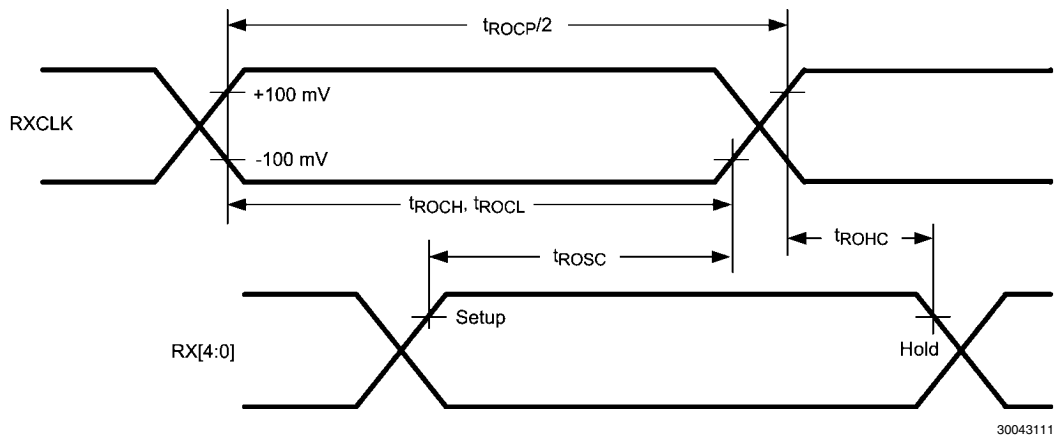 tROCP/2
+100 mV
RXCLK
-100 mV
tROCH, tROCL
tROHC
tROSC
Setup
RX[4:0]
Hold
30043111